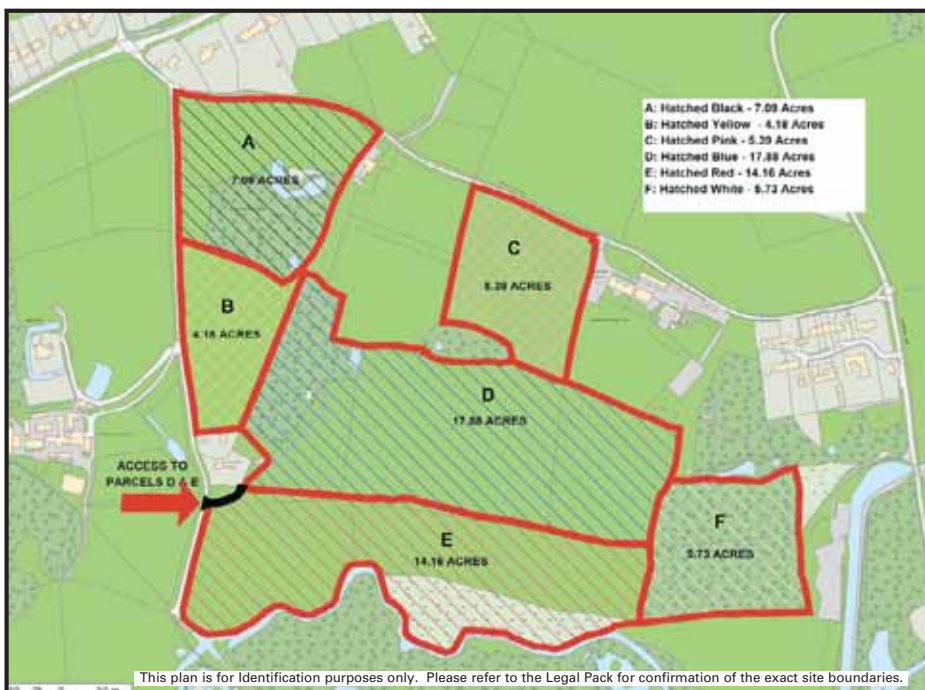 A: Hatched Black - 7.09 Acres
B: Hatched Yellow - 4.18 Acres
C: Hatched Pink - 5.39 Acres
D: Hatched Blue - 17.88 Acres
E: Hatched Red - 14.16 Acres
F: Hatched White - 5.73 Acres
A
7.09 ACRES
C
5.39 ACRES
B
4.18 ACRES
D
17.88 ACRES
ACCESS TO
PARCELS D & E
F
5.73 ACRES
E
14.16 ACRES
This plan is for Identification purposes only. Please refer to the Legal Pack for confirmation of the exact site boundaries.